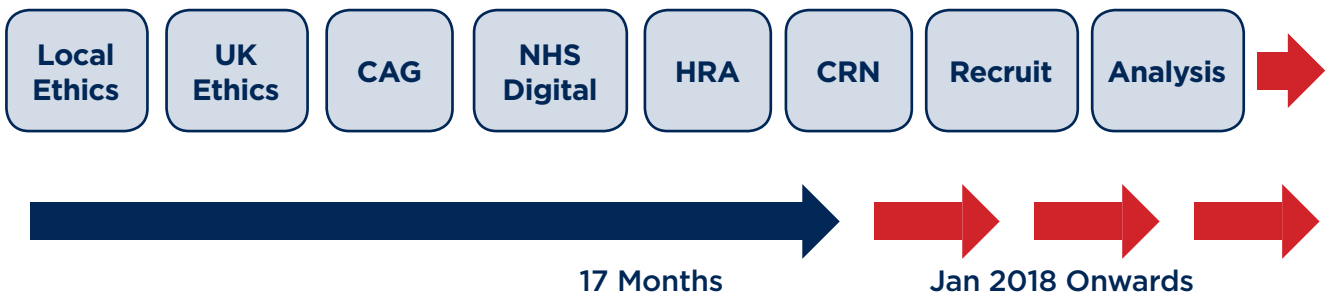 Local
Ethics
UK
Ethics
CAG
NHS
Digital
HRA
CRN
Recruit
Analysis
17 Months
Jan 2018 Onwards